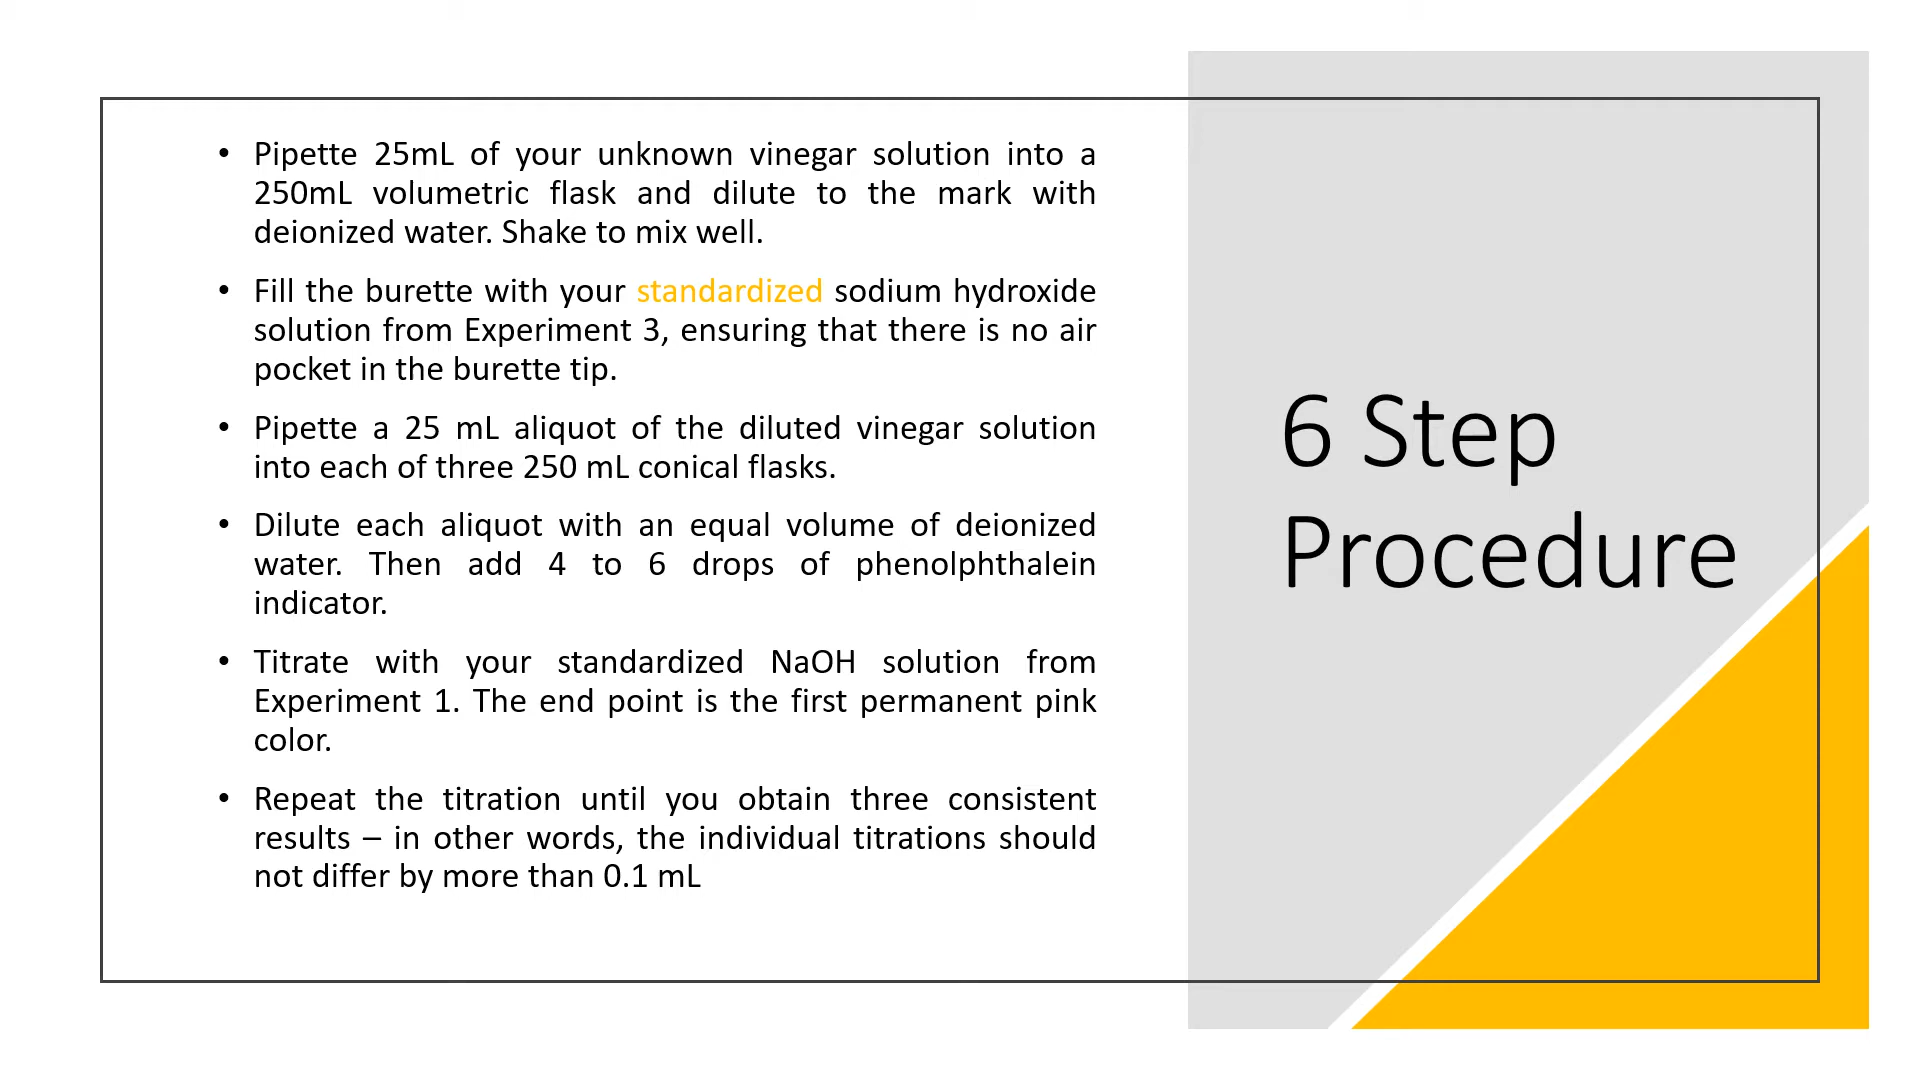 • Pipette 25mL of your unknown vinegar solution into a
250mL volumetric flask and dilute to the mark with
deionized water. Shake to mix well.
• Fill the burette with your standardized sodium hydroxide
solution from Experiment 3, ensuring that there is no air
pocket in the burette tip.
• Pipette a 25 mL aliquot of the diluted vinegar solution
into each of three 250 mL conical flasks.
• Dilute each aliquot with an equal volume of deionized
water. Then add 4 to 6 drops of phenolphthalein
indicator.
• Titrate with your standardized NaOH solution from
Experiment 1. The end point is the first permanent pink
color.
• Repeat the titration until you obtain three consistent
results – in other words, the individual titrations should
not differ by more than 0.1 mL
6 Step
Procedure